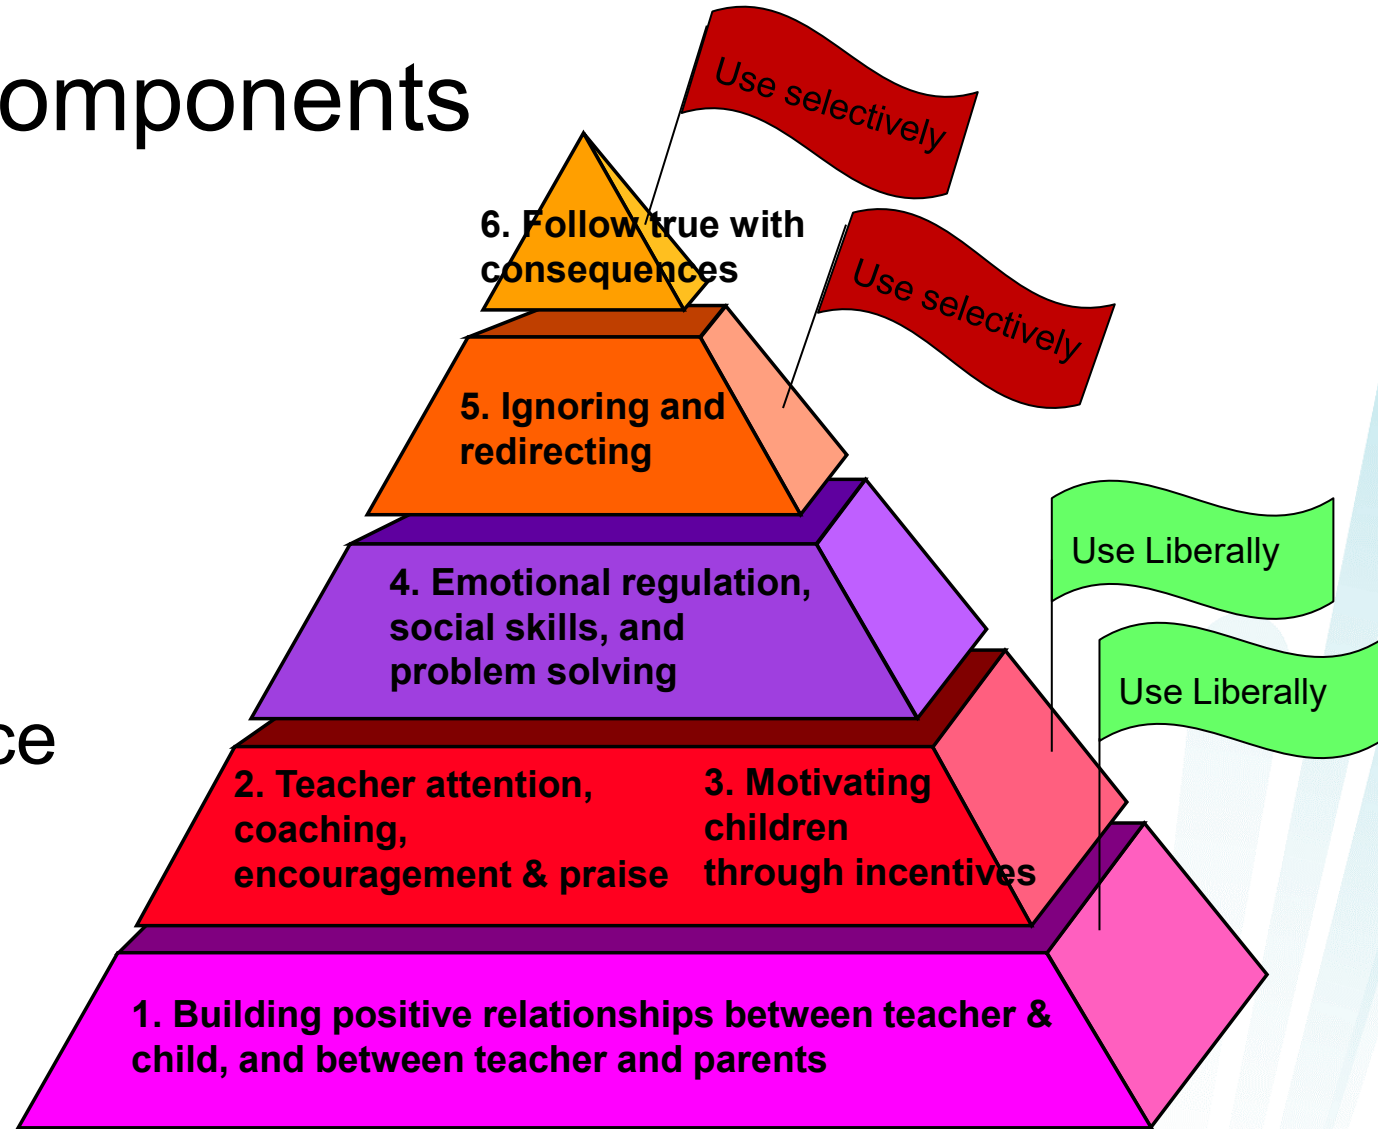 omponents
Use selectively
6. Follow true with
consequences
Use selectively
5. Ignoring and
redirecting
Use Liberally
4. Emotional regulation,
social skills, and
problem solving
Use Liberally
ce
2. Teacher attention,
coaching,
encouragement & praise
3. Motivating
children
through incentives
1. Building positive relationships between teacher &
child, and between teacher and parents